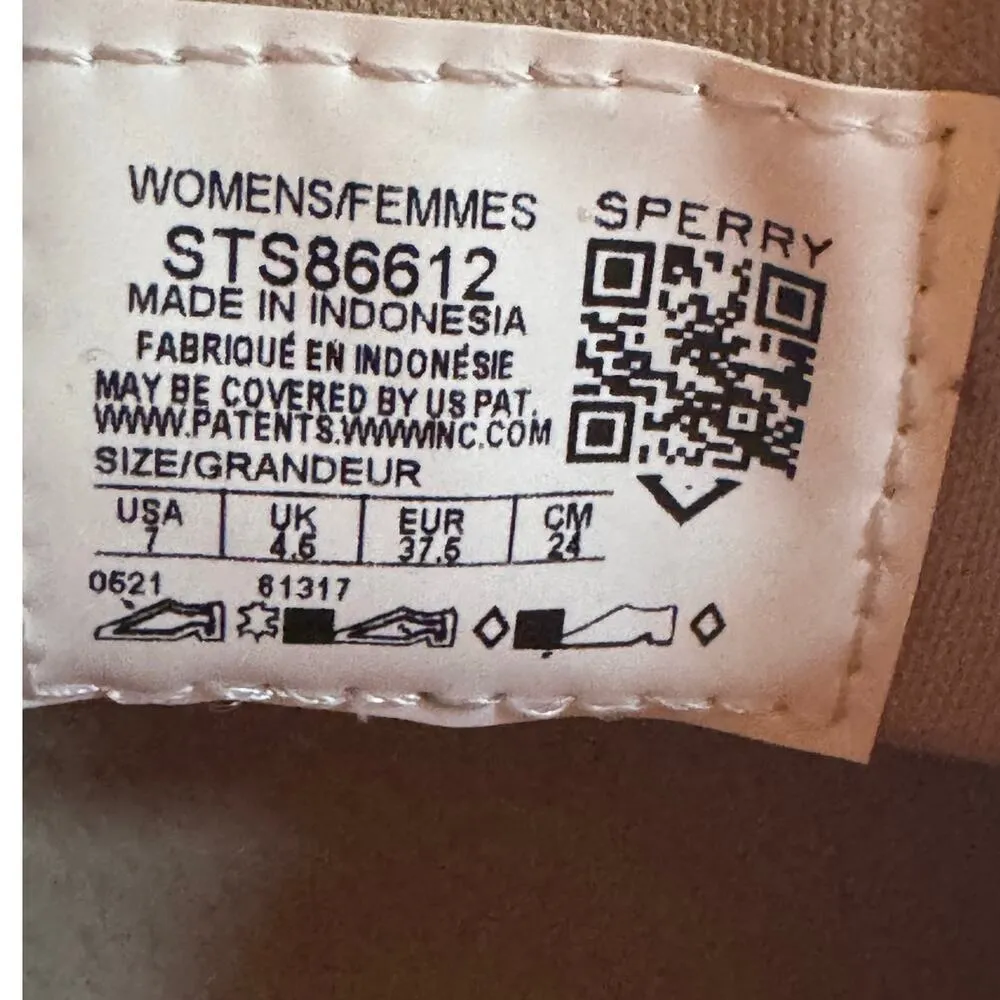 WOMENS/FEMMES
STS86612
MADE IN INDONESIA
FABRIQUÉ EN INDONÉSIE
MAY BE COVERED BY US PAT.
WWW.PATENTS.WWWINC.COM
SIZE/GRANDEUR
USA UK EUR CM
7 4.5 37.5 24
0521 61317
SPERRY